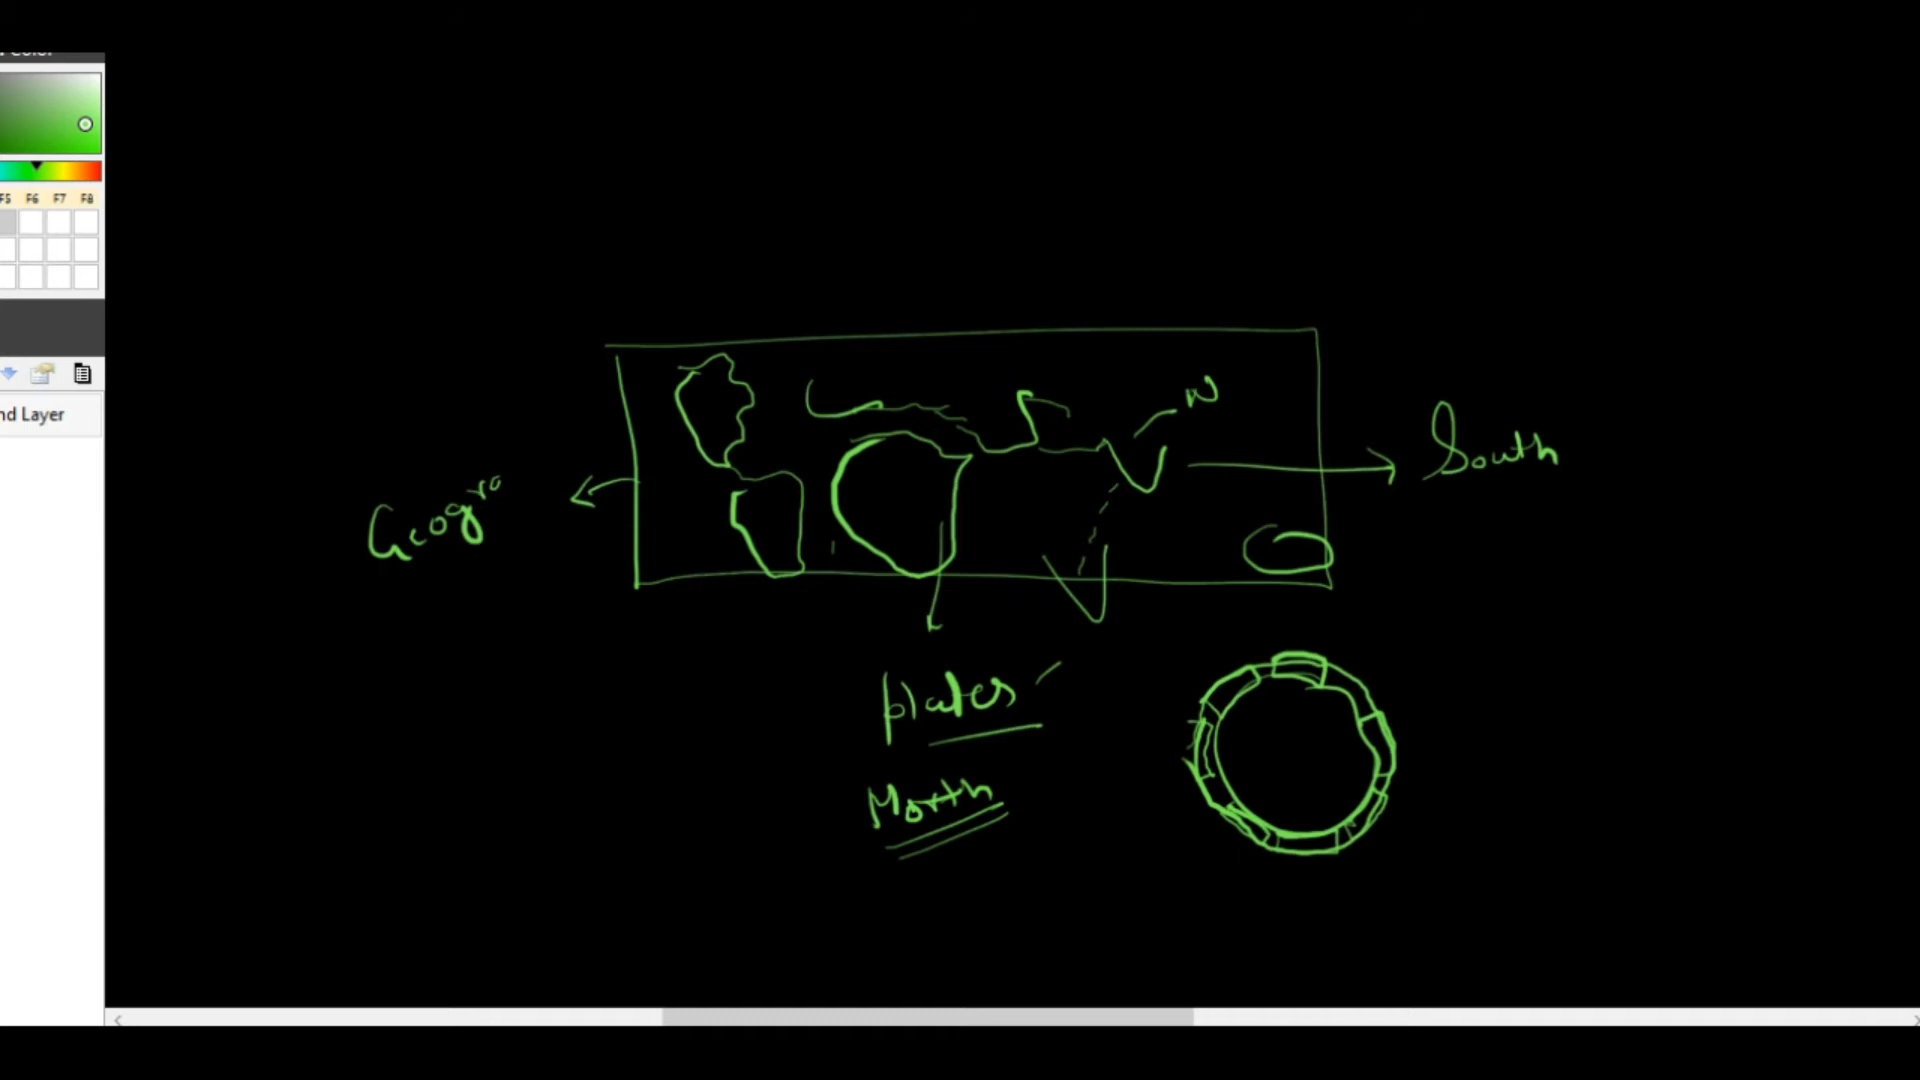 F5 F6 F7 F8
nd Layer
N
South
Geogra
plates
North